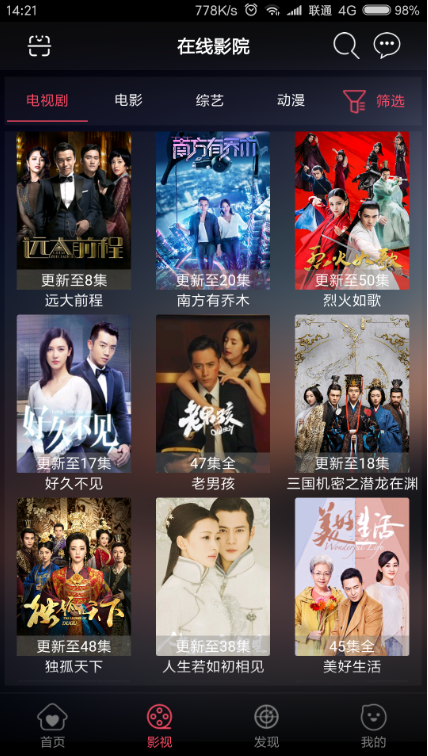 14:21
778K/s 联通 4G 98%
在线影院
电视剧 电影 综艺 动漫 筛选
远大前程
南方有乔木
烈火如歌
更新至8集
更新至20集
更新至50集
远大前程
南方有乔木
烈火如歌
好久不见
老男孩
更新至17集
47集全
更新至18集
好久不见
老男孩
三国机密之潜龙在渊
独孤天下
美好生活
Wonderful Life
更新至48集
更新至38集
45集全
独孤天下
人生若如初相见
美好生活
首页
影视
发现
我的